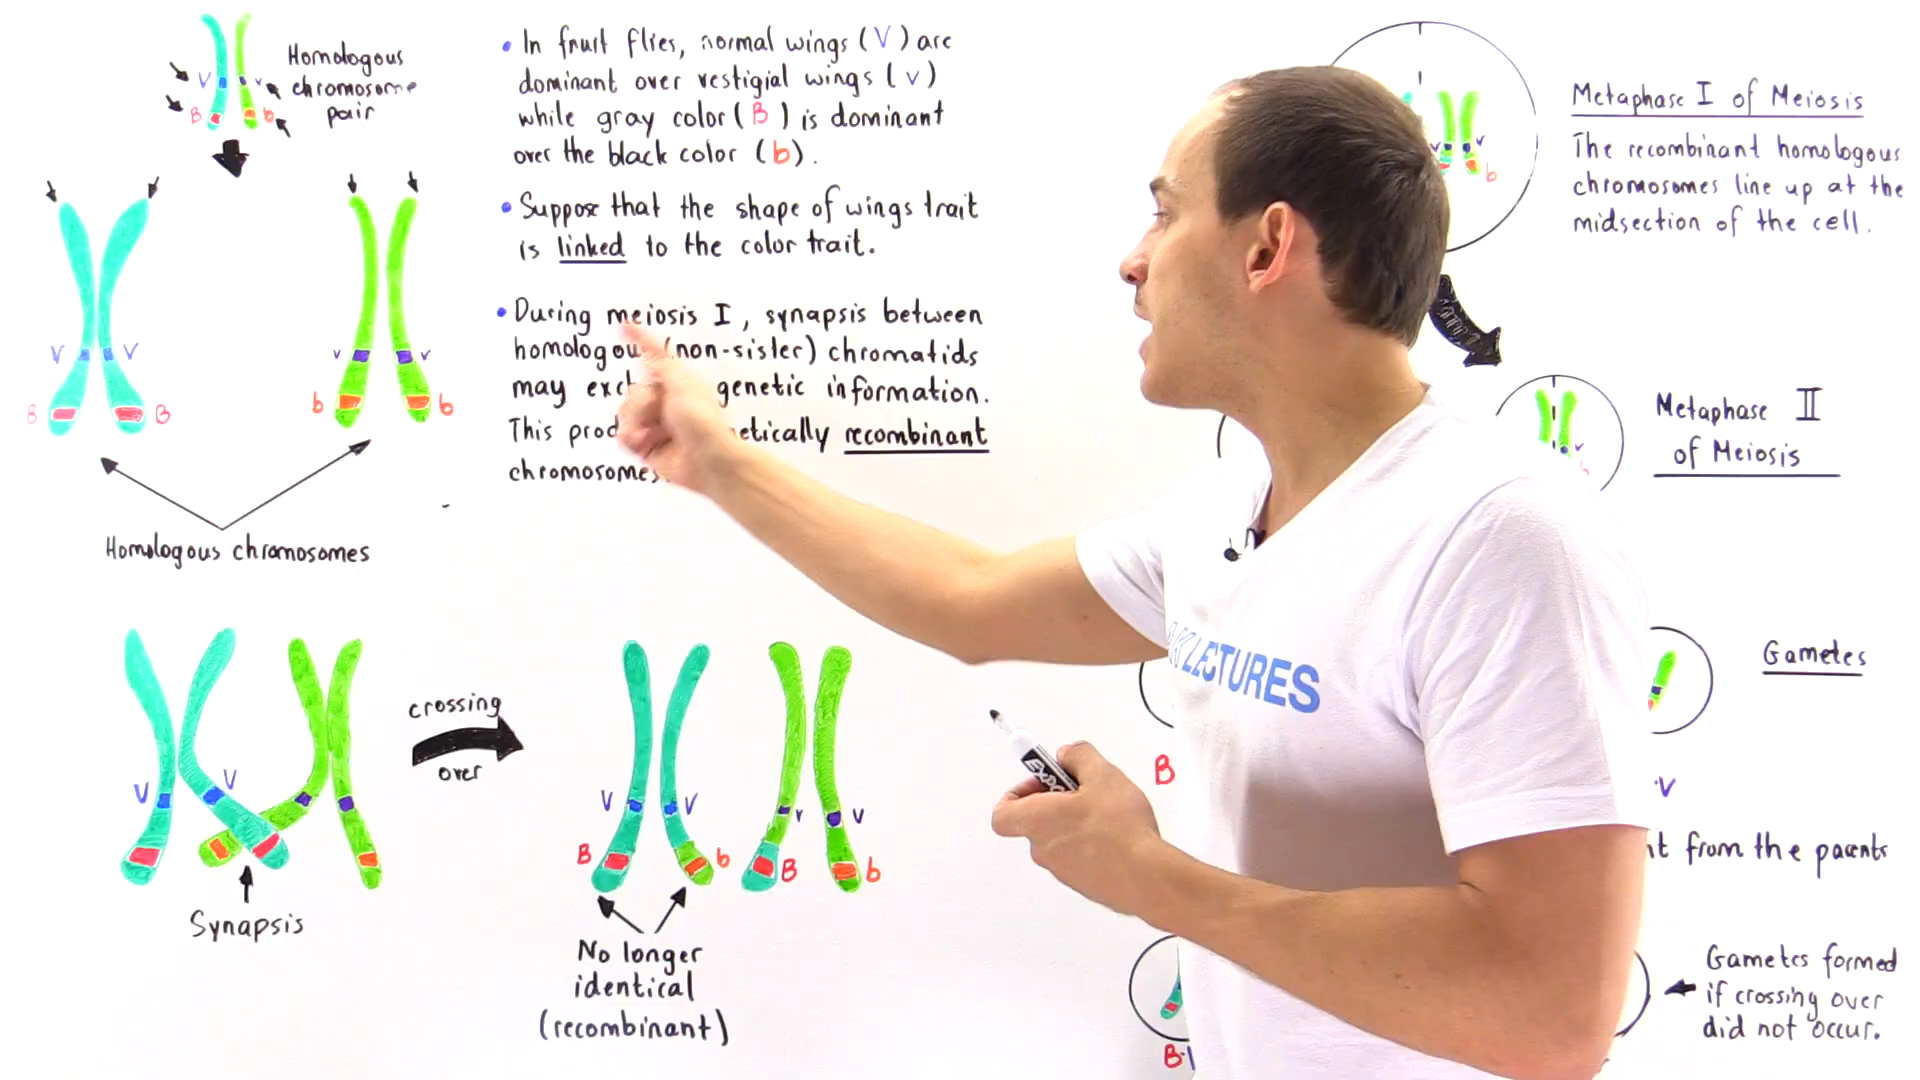 Homologous
chromosome
pair
V
v
B
b
• In fruit flies, normal wings (V) are
dominant over vestigial wings (v)
while gray color (B) is dominant
over the black color (b).
• Suppose that the shape of wings trait
is linked to the color trait.
• During meiosis I, synapsis between
(non-sister) chromatids
may genetic information.
This recombinant
chromosomes
V V
B B
v v
b b
Homologous chromosomes
V V
Synapsis
crossing
over
V V v v
B b B b
No longer
identical
(recombinant)
Metaphase I of Meiosis
The recombinant homologous
chromosomes line up at the
midsection of the cell.
v v
b
Metaphase II
of Meiosis
v
b
Gametes
B
v
from the parents
Gametes formed
if crossing over
did not occur.
B
LECTURES
EXPO